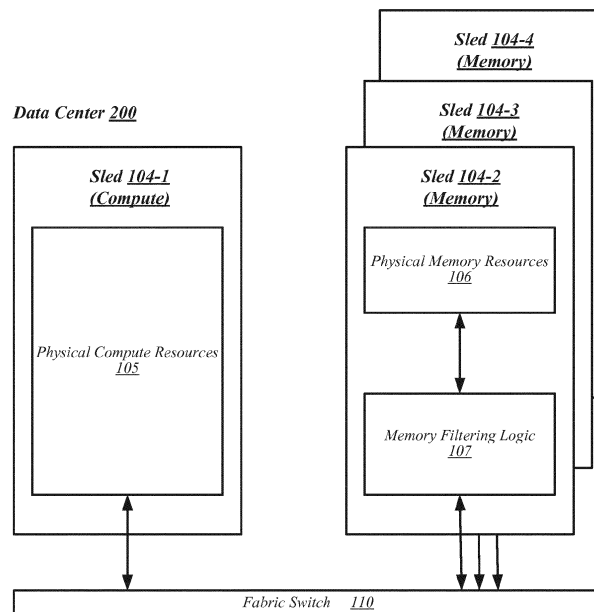 Sled 104-4
(Memory)
Data Center 200
Sled 104-3
(Memory)
Sled 104-1
(Compute)
Sled 104-2
(Memory)
Physical Memory Resources
106
Physical Compute Resources
105
Memory Filtering Logic
107
Fabric Switch 110